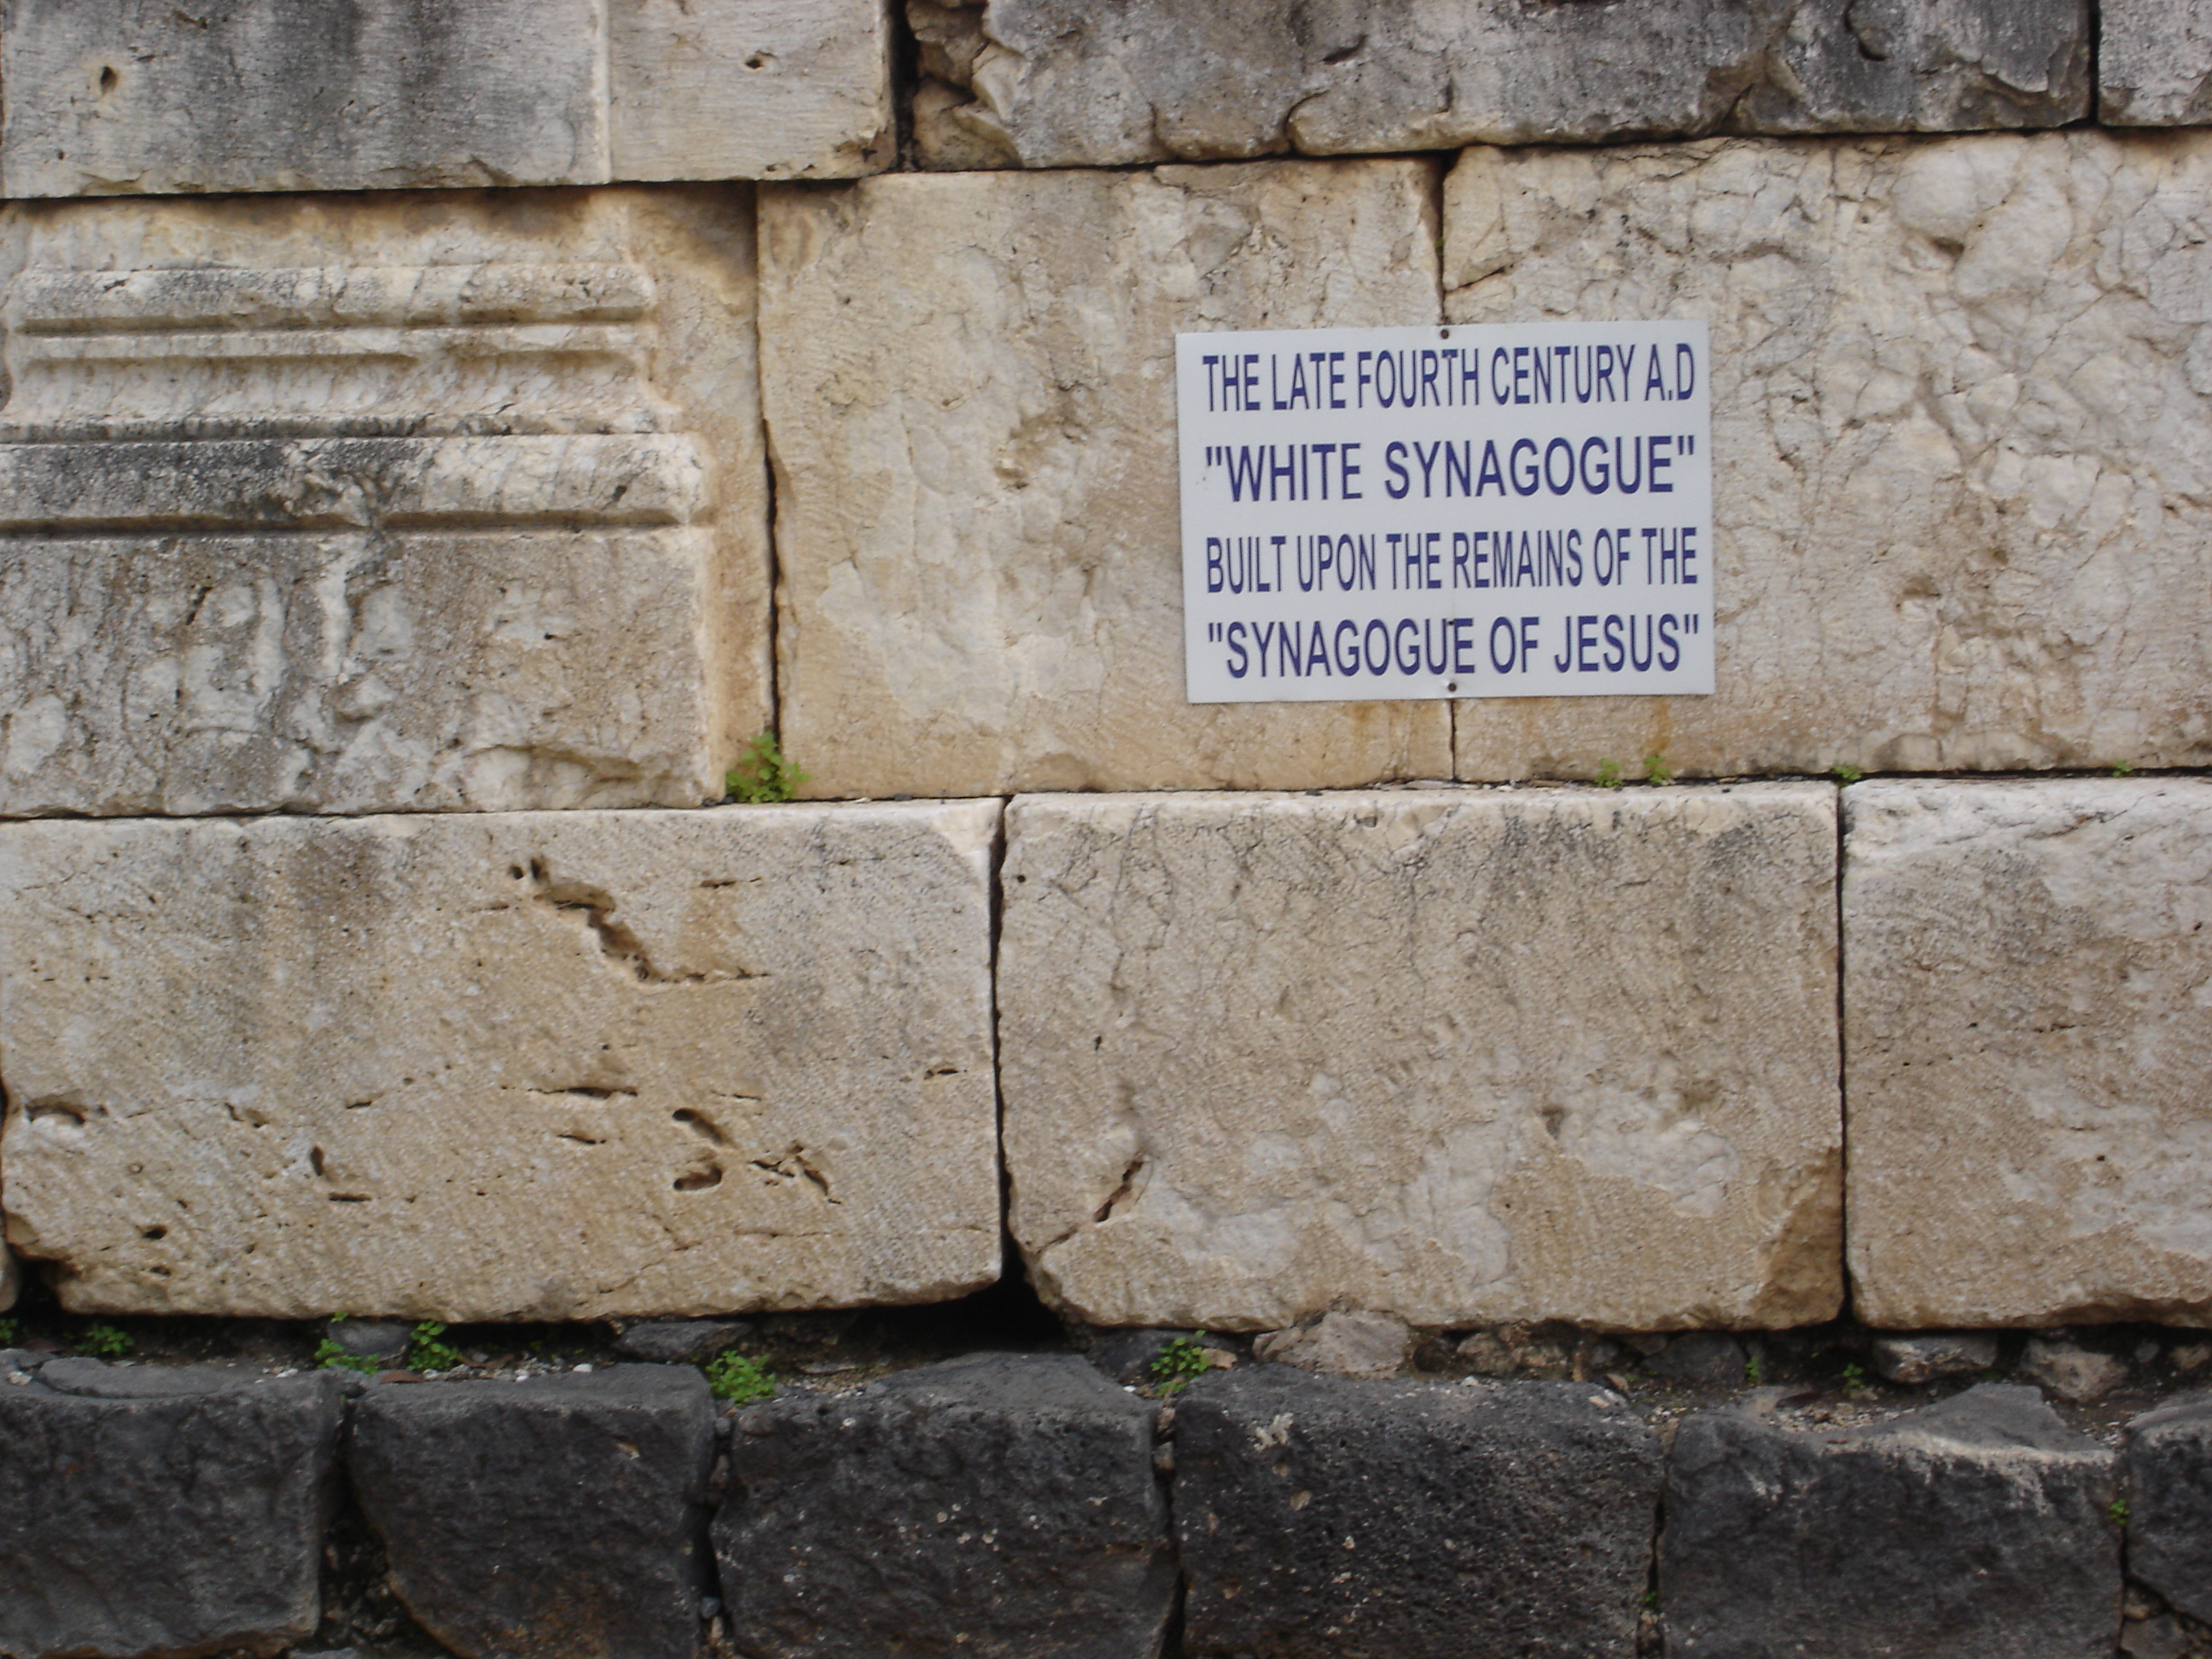 THE LATE FOURTH CENTURY A.D
"WHITE SYNAGOGUE"
BUILT UPON THE REMAINS OF THE
"SYNAGOGUE OF JESUS"